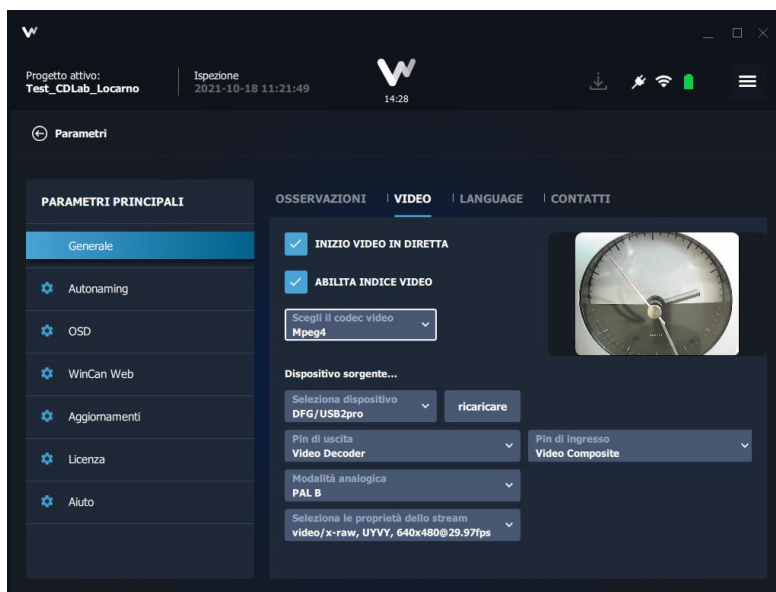 Progetto attivo:
Test_CDLab_Locarno
Ispezione
2021-10-18 11:21:49
14:28
Parametri
PARAMETRI PRINCIPALI
Generale
Autonaming
OSD
WinCan Web
Aggiornamenti
Licenza
Aiuto
OSSERVAZIONI
VIDEO
LANGUAGE
CONTATTI
INIZIO VIDEO IN DIRETTA
ABILITA INDICE VIDEO
Scegli il codec video
Mpeg4
Dispositivo sorgente...
Seleziona dispositivo
DFG/USB2pro
ricaricare
Pin di uscita
Video Decoder
Pin di ingresso
Video Composite
Modalità analogica
PAL B
Seleziona le proprietà dello stream
video/x-raw, UYVY, 640x480@29.97fps